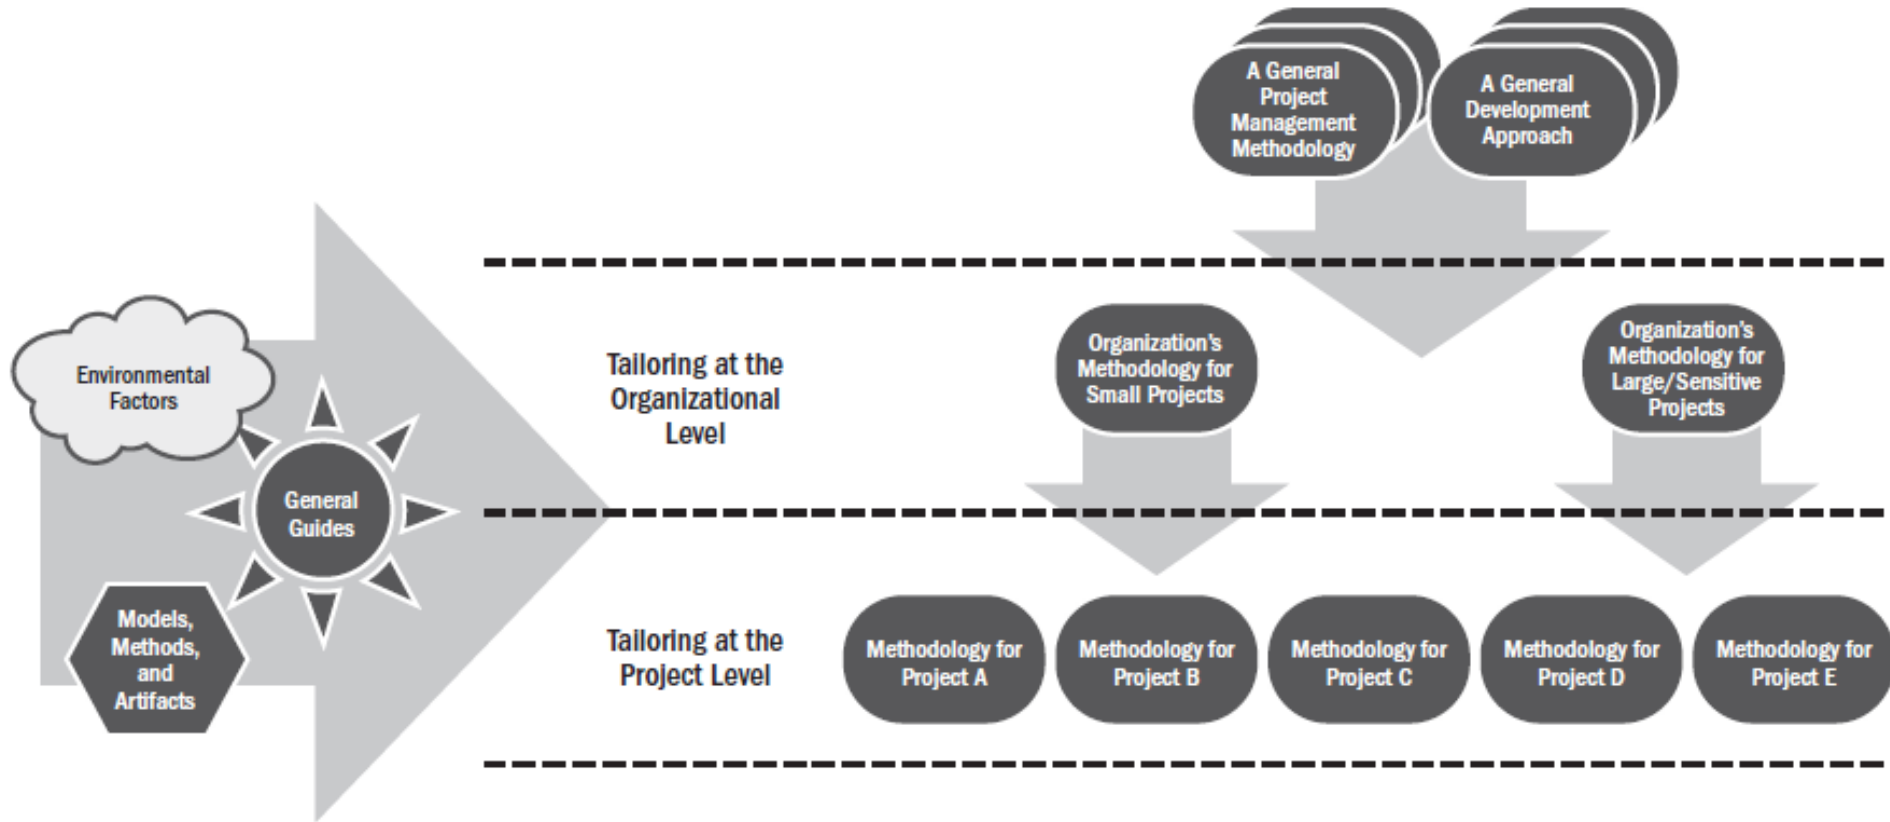 A General
Project
Management
Methodology
A General
Development
Approach
Environmental
Factors
General
Guides
Models,
Methods,
and
Artifacts
Tailoring at the
Organizational
Level
Organization's
Methodology for
Small Projects
Organization's
Methodology for
Large/Sensitive
Projects
Tailoring at the
Project Level
Methodology for
Project A
Methodology for
Project B
Methodology for
Project C
Methodology for
Project D
Methodology for
Project E